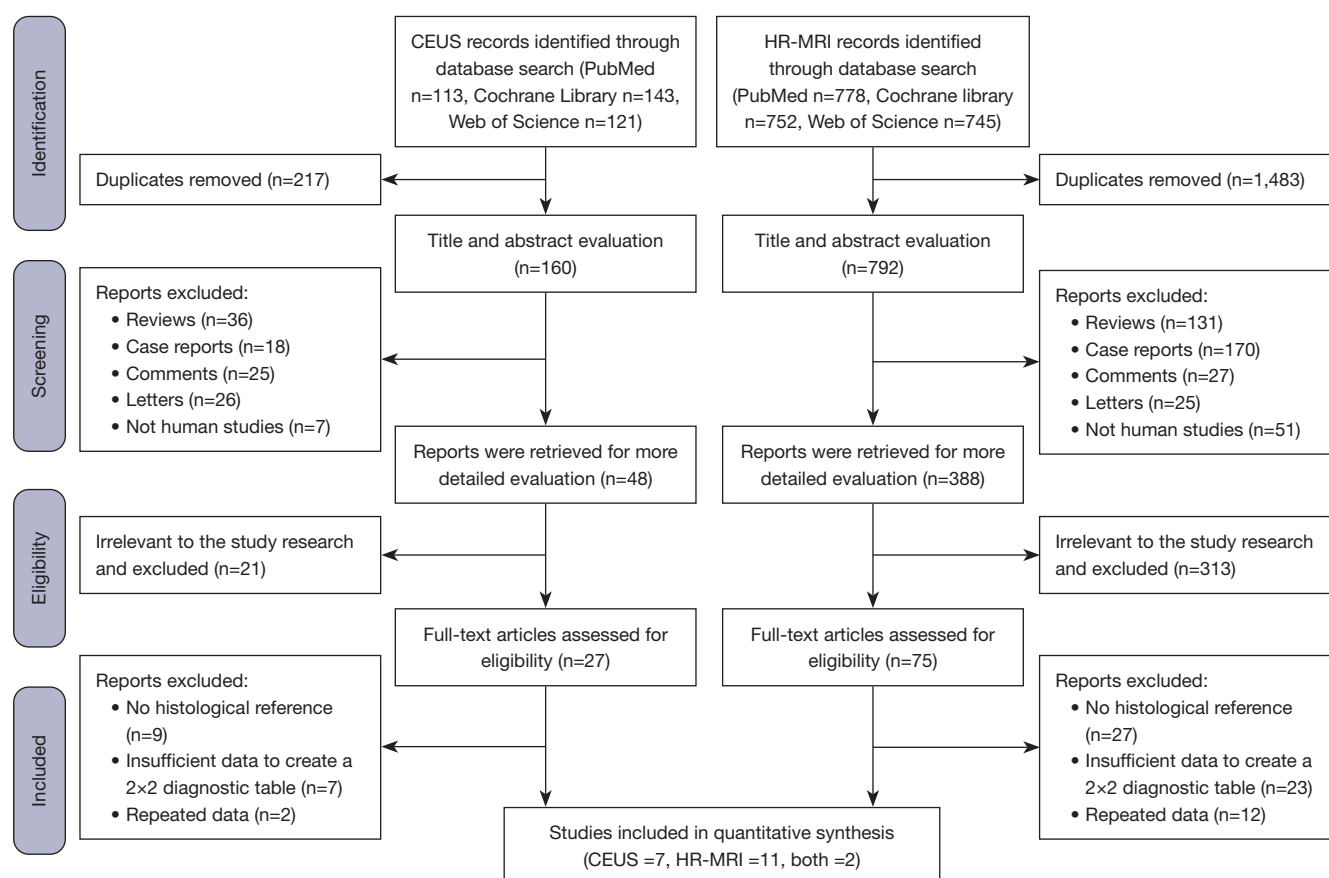 Identification
CEUS records identified through
database search (PubMed
n=113, Cochrane Library n=143,
Web of Science n=121)
HR-MRI records identified
through database search
(PubMed n=778, Cochrane library
n=752, Web of Science n=745)
Duplicates removed (n=217)
Duplicates removed (n=1,483)
Title and abstract evaluation
(n=160)
Title and abstract evaluation
(n=792)
Screening
Reports excluded:
• Reviews (n=36)
• Case reports (n=18)
• Comments (n=25)
• Letters (n=26)
• Not human studies (n=7)
Reports excluded:
• Reviews (n=131)
• Case reports (n=170)
• Comments (n=27)
• Letters (n=25)
• Not human studies (n=51)
Reports were retrieved for more
detailed evaluation (n=48)
Reports were retrieved for more
detailed evaluation (n=388)
Eligibility
Irrelevant to the study research
and excluded (n=21)
Irrelevant to the study research
and excluded (n=313)
Full-text articles assessed for
eligibility (n=27)
Full-text articles assessed for
eligibility (n=75)
Included
Reports excluded:
• No histological reference
(n=9)
• Insufficient data to create a
2×2 diagnostic table (n=7)
• Repeated data (n=2)
Reports excluded:
• No histological reference
(n=27)
• Insufficient data to create a
2×2 diagnostic table (n=23)
• Repeated data (n=12)
Studies included in quantitative synthesis
(CEUS =7, HR-MRI =11, both =2)